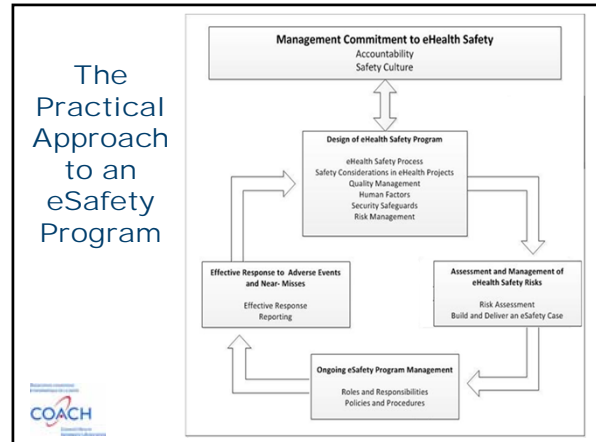 The
Practical
Approach
to an
eSafety
Program
Management Commitment to eHealth Safety
Accountability
Safety Culture
Design of eHealth Safety Program
eHealth Safety Process
Safety Considerations in eHealth Projects
Quality Management
Human Factors
Security Safeguards
Risk Management
Effective Response to Adverse Events
and Near- Misses
Effective Response
Reporting
Assessment and Management of
eHealth Safety Risks
Risk Assessment
Build and Deliver an eSafety Case
Ongoing eSafety Program Management
Roles and Responsibilities
Policies and Procedures
COACH